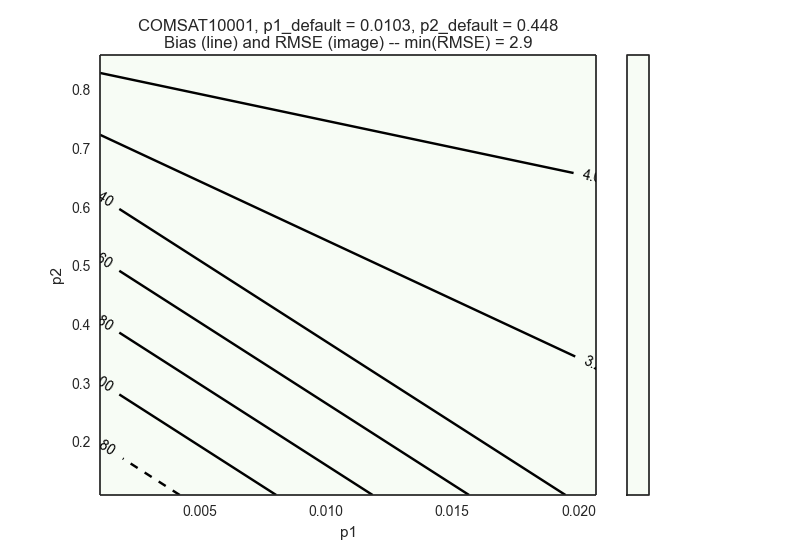 COMSAT10001, p1_default = 0.0103, p2_default = 0.448
Bias (line) and RMSE (image) -- min(RMSE) = 2.9
0.8
0.7
0.6
0.5
0.4
0.3
0.2
p2
0.005
0.010
0.015
0.020
p1